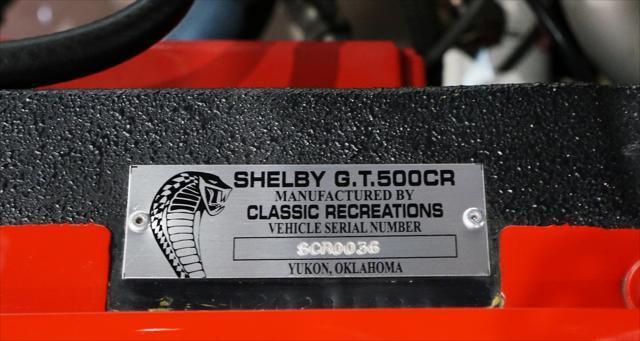 SHELBY G.T.500CR
MANUFACTURED BY
CLASSIC RECREATIONS
VEHICLE SERIAL NUMBER
SCR0036
YUKON, OKLAHOMA